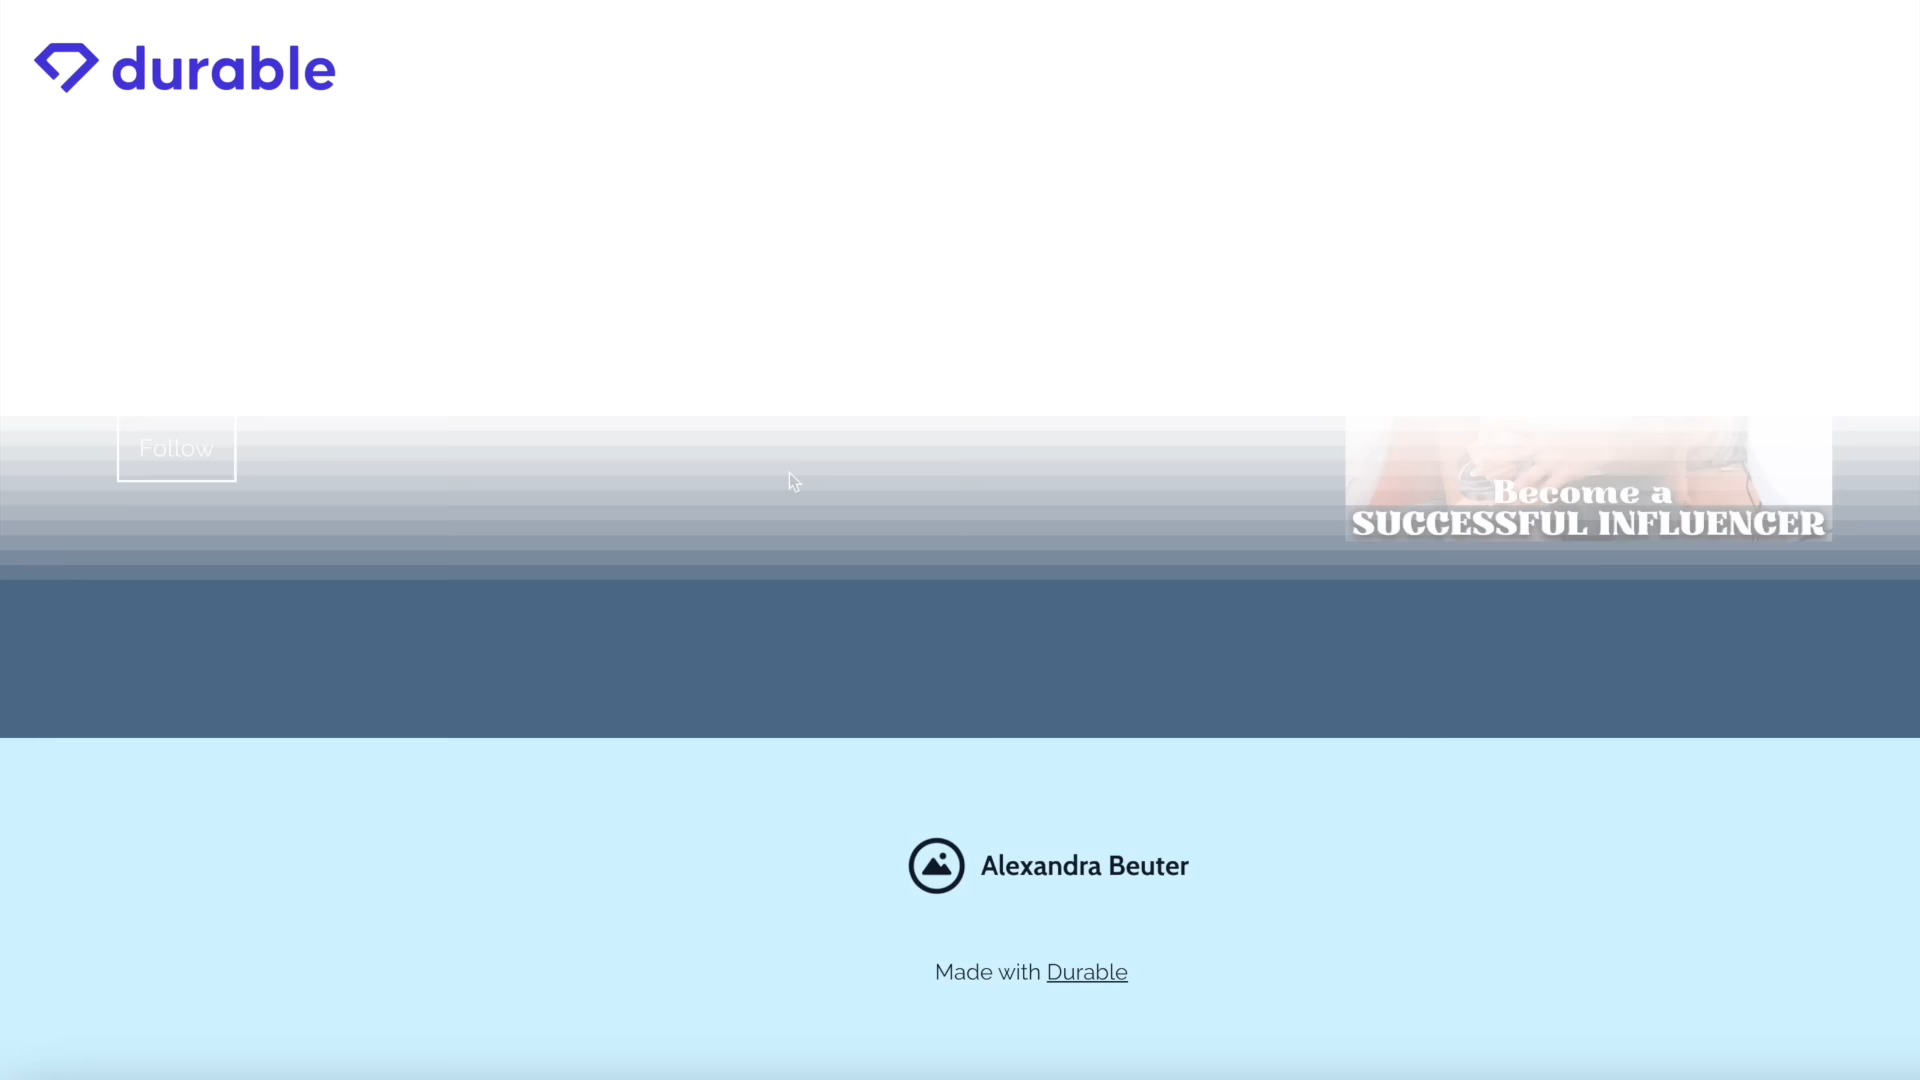 durable
Follow
Become a
SUCCESSFUL INFLUENCER
Alexandra Beuter
Made with Durable